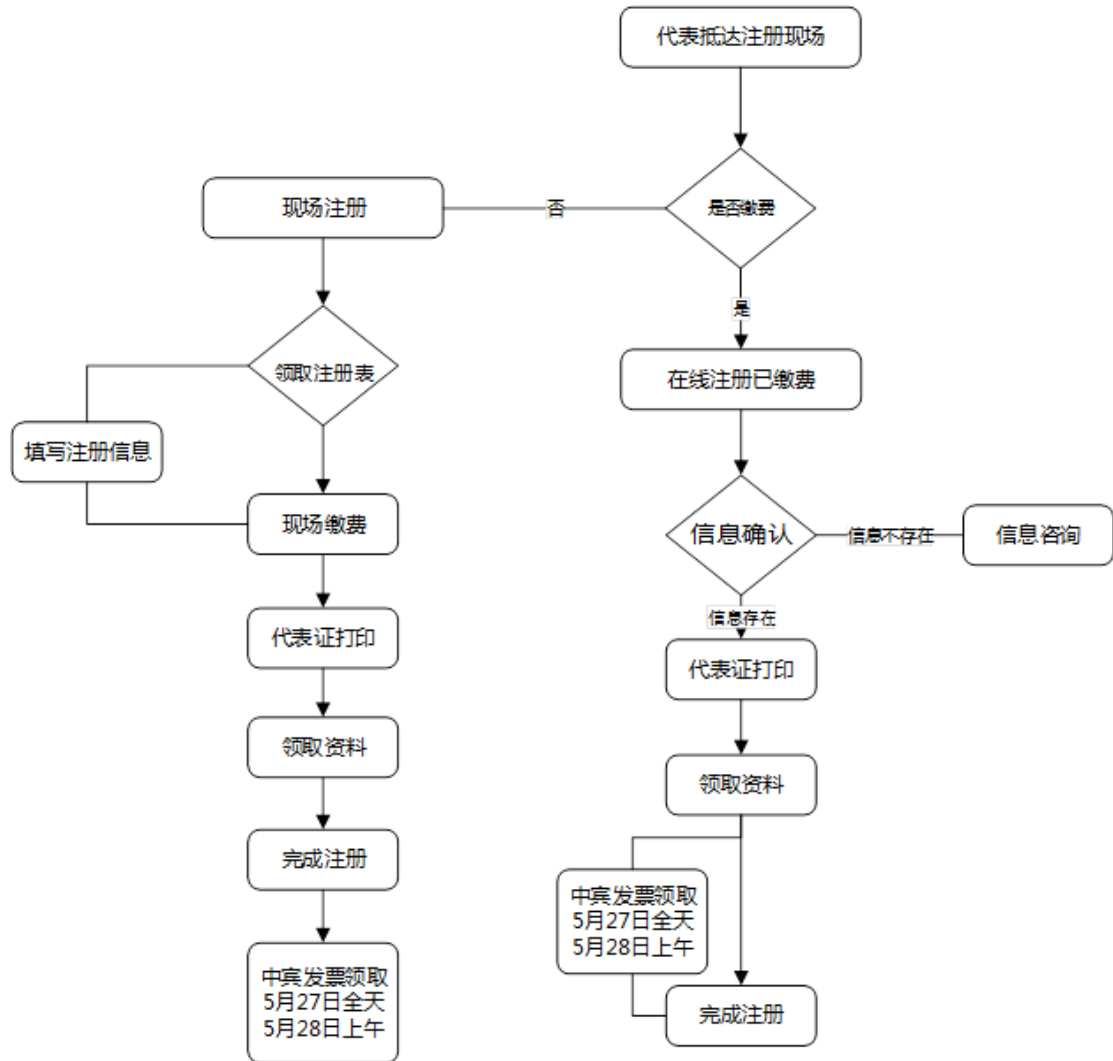 代表抵达注册现场
现场注册
否
是否缴费
是
领取注册表
在线注册已缴费
填写注册信息
现场缴费
信息确认
信息不存在
信息咨询
信息存在
代表证打印
代表证打印
领取资料
领取资料
完成注册
中宾发票领取
5月27日全天
5月28日上午
中宾发票领取
5月27日全天
5月28日上午
完成注册